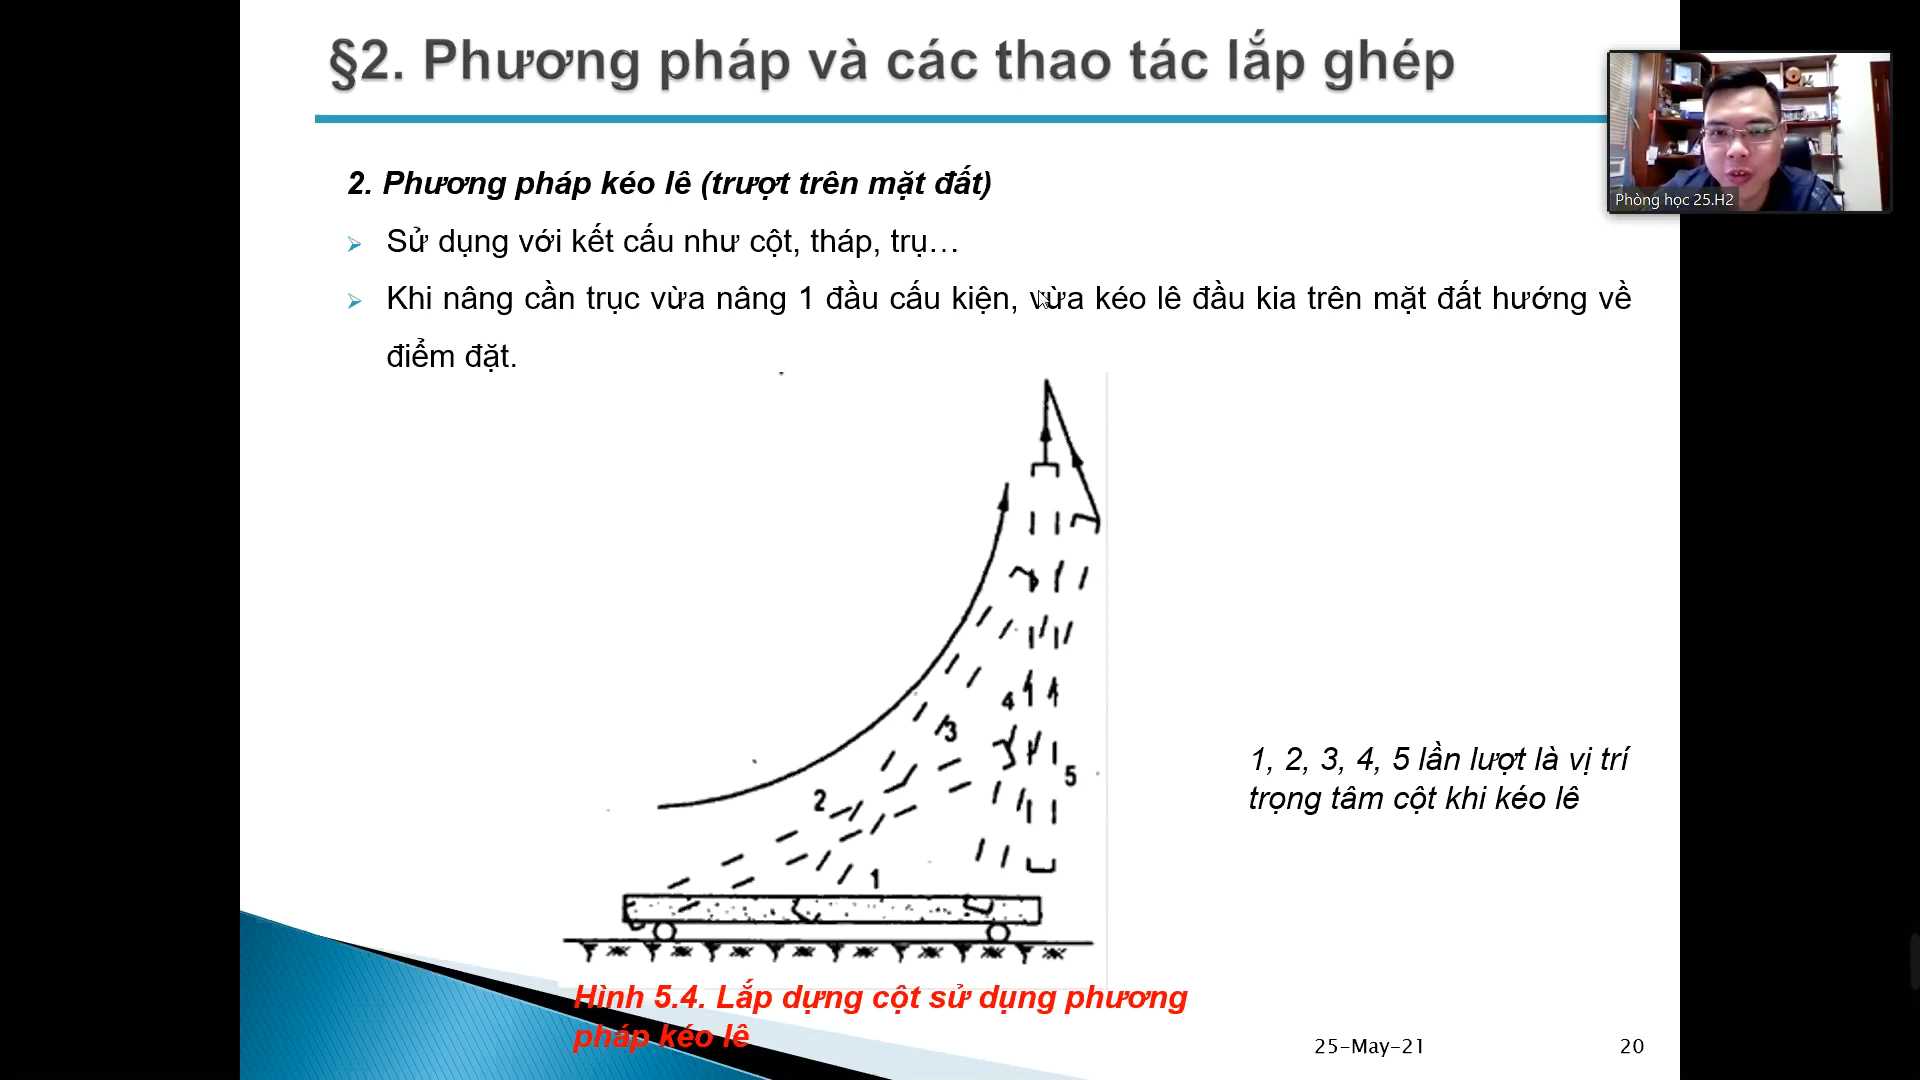 §2. Phương pháp và các thao tác lắp ghép
Phòng học 25.H2
2. Phương pháp kéo lê (trượt trên mặt đất)
Sử dụng với kết cấu như cột, tháp, trụ…
Khi nâng cần trục vừa nâng 1 đầu cấu kiện, vừa kéo lê đầu kia trên mặt đất hướng về
điểm đặt.
4
3
5
2
1
1, 2, 3, 4, 5 lần lượt là vị trí
trọng tâm cột khi kéo lê
Hình 5.4. Lắp dựng cột sử dụng phương
pháp kéo lê
25-May-21
20